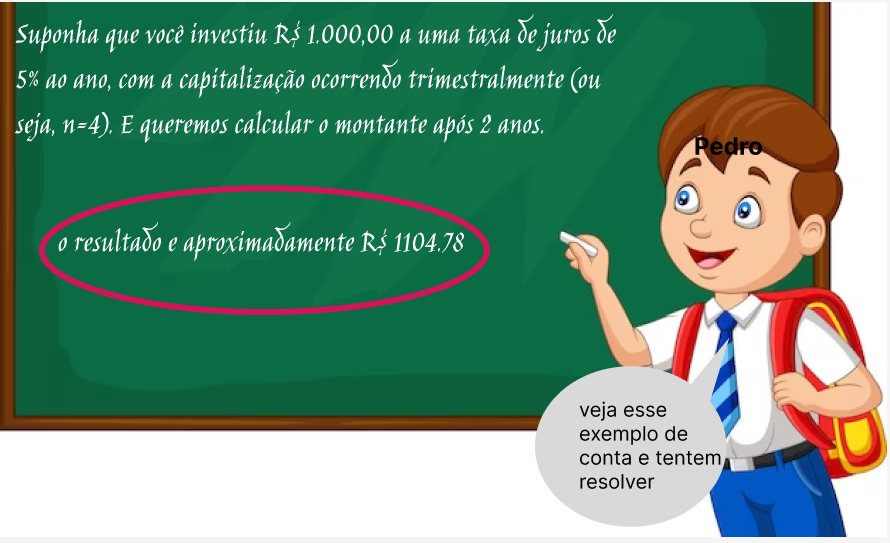 Suponha que você investiu R$ 1.000,00 a uma taxa de juros de
5% ao ano, com a capitalização ocorrendo trimestralmente (ou
seja, n=4). E queremos calcular o montante após 2 anos.
Pedro
o resultado e aproximadamente R$ 1104.78
veja esse
exemplo de
conta e tentem
resolver